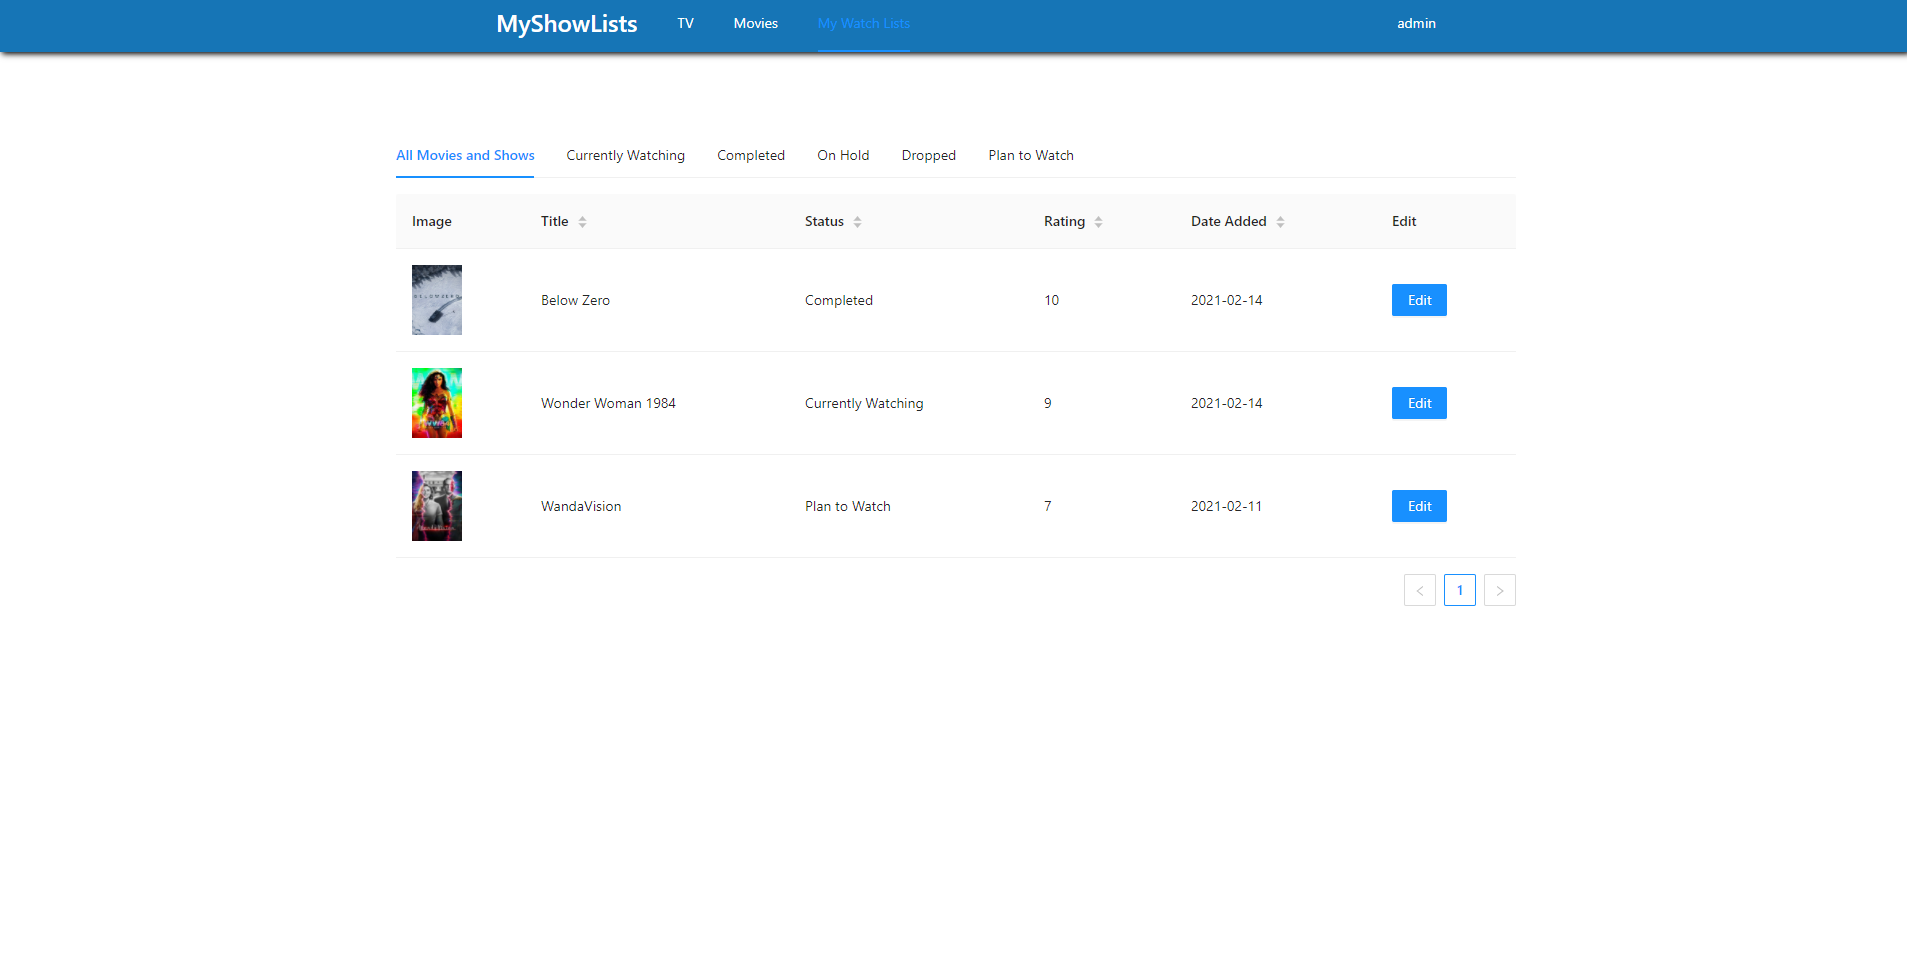 MyShowLists TV Movies My Watch Lists admin
All Movies and Shows Currently Watching Completed On Hold Dropped Plan to Watch
Image Title Status Rating Date Added Edit
BELOWZERO
Below Zero Completed 10 2021-02-14 Edit
Wonder Woman 1984 Currently Watching 9 2021-02-14 Edit
WandaVision Plan to Watch 7 2021-02-11 Edit
< 1 >